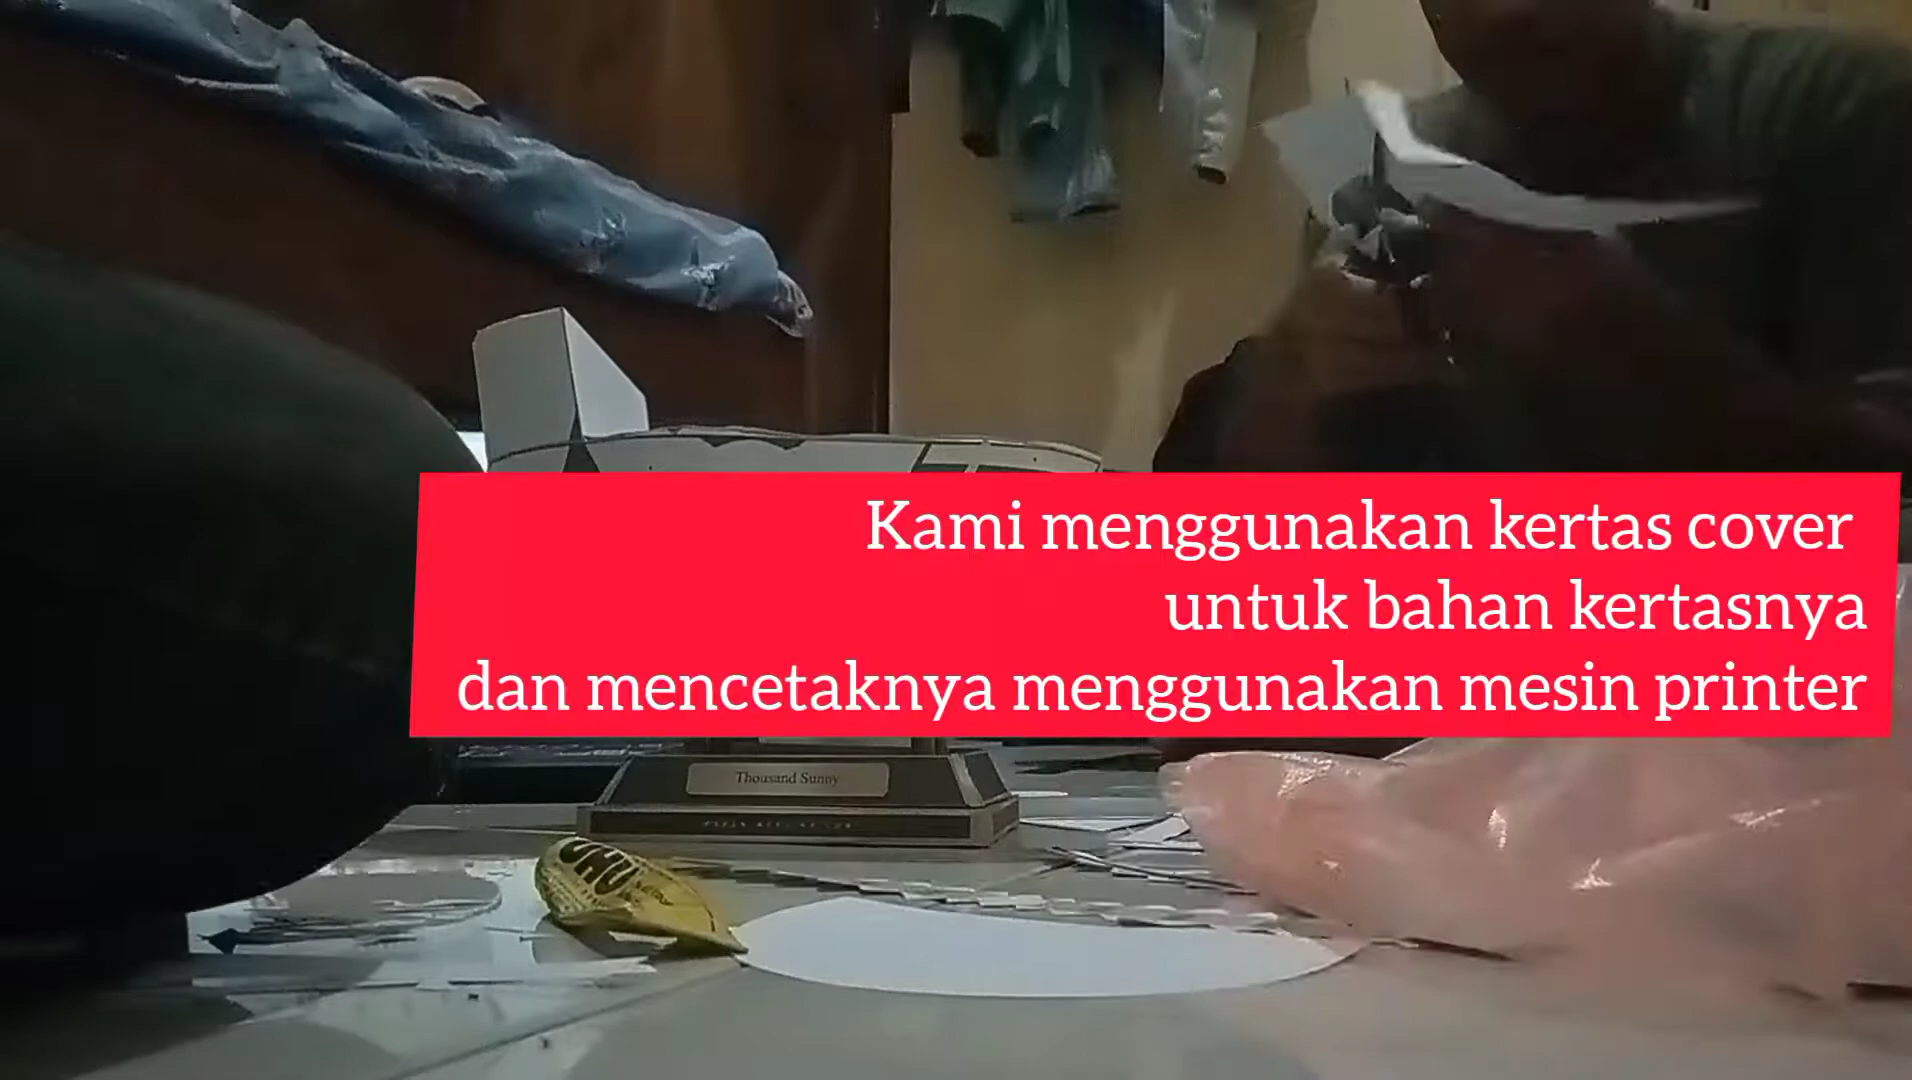 Kami menggunakan kertas cover
untuk bahan kertasnya
dan mencetaknya menggunakan mesin printer
Thousand Sunny
UHU